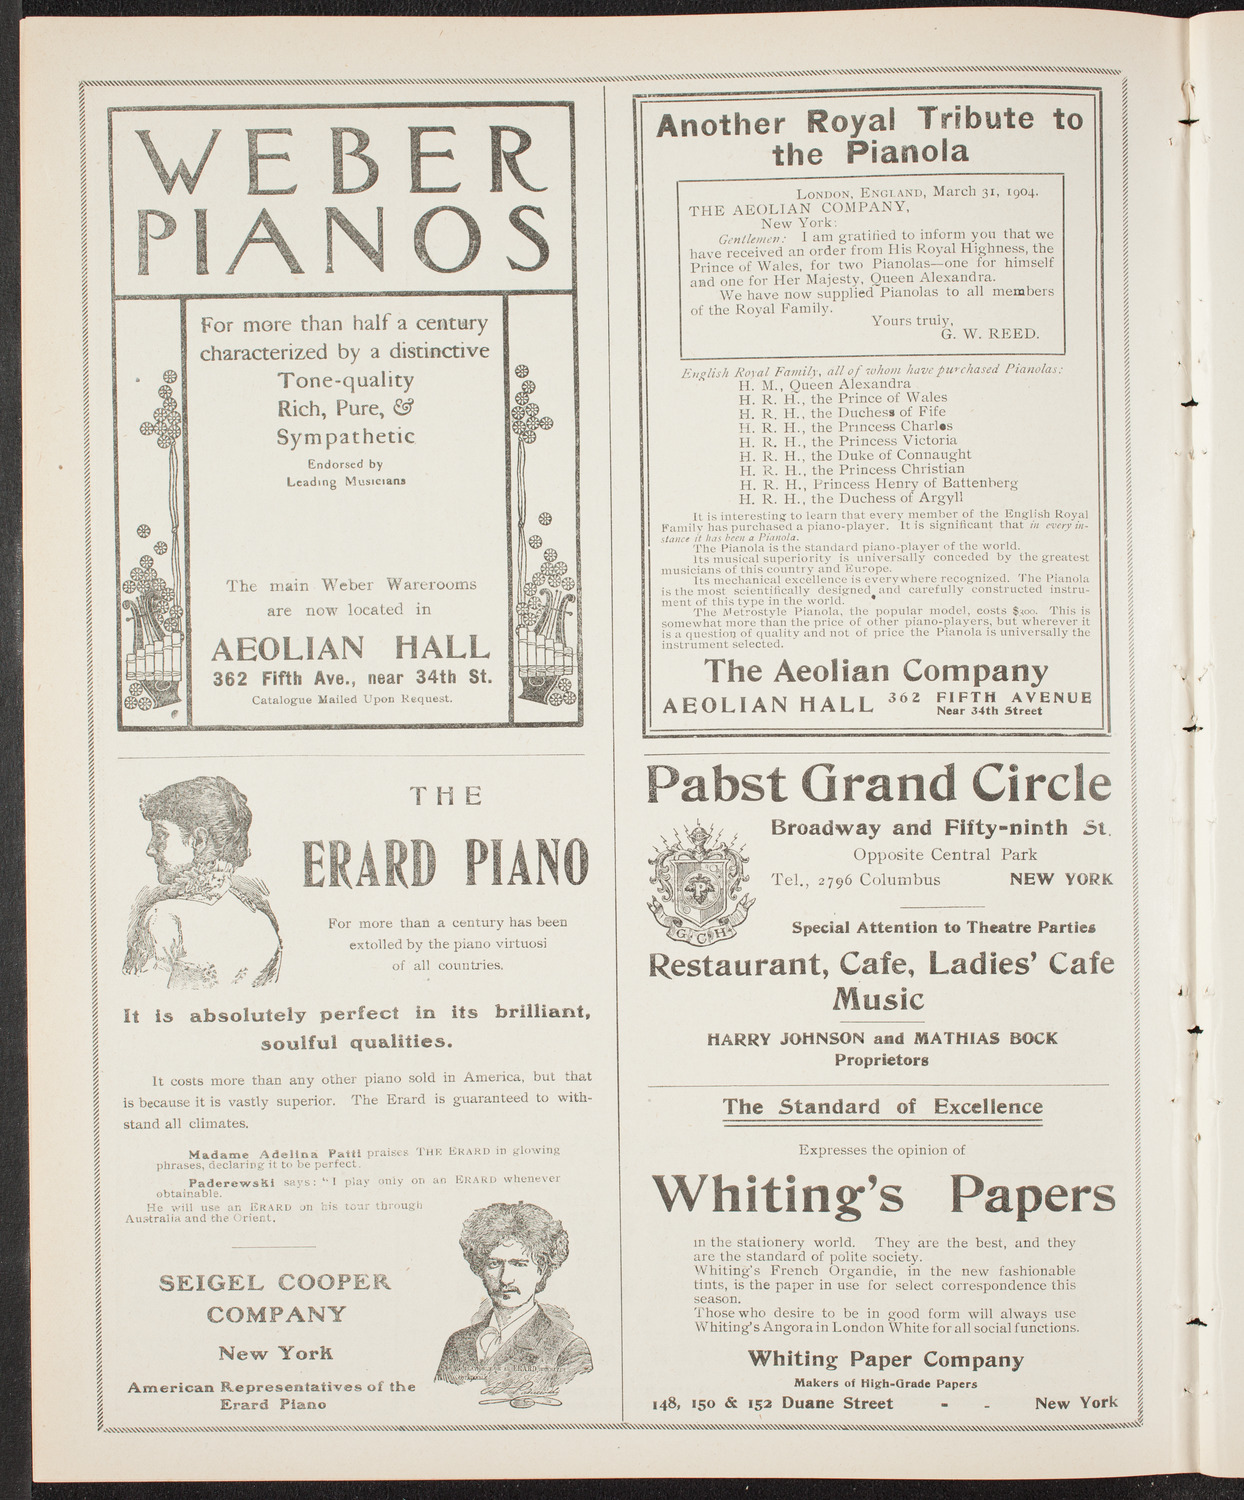 WEBER
PIANOS
For more than half a century
characterized by a distinctive
Tone-quality
Rich, Pure, &
Sympathetic
Endorsed by
Leading Musicians
The main Weber Warerooms
are now located in
AEOLIAN HALL
362 Fifth Ave., near 34th St.
Catalogue Mailed Upon Request.
THE
ERARD PIANO
For more than a century has been
extolled by the piano virtuosi
of all countries.
It is absolutely perfect in its brilliant,
soulful qualities.
It costs more than any other piano sold in America, but that
is because it is vastly superior. The Erard is guaranteed to with-
stand all climates.
Madame Adelina Patti praises THE ERARD in glowing
phrases, declaring it to be perfect.
Paderewski says: "I play only on an ERARD whenever
obtainable.
He will use an ERARD on his tour through
Australia and the Orient.
SEIGEL COOPER
COMPANY
New York
American Representatives of the
Erard Piano
Another Royal Tribute to
the Pianola
LONDON, ENGLAND, March 31, 1904.
THE AEOLIAN COMPANY,
New York:
Gentlemen: I am gratified to inform you that we
have received an order from His Royal Highness, the
Prince of Wales, for two Pianolas—one for himself
and one for Her Majesty, Queen Alexandra.
We have now supplied Pianolas to all members
of the Royal Family.
Yours truly,
G. W. REED.
English Royal Family, all of whom have purchased Pianolas:
H. M., Queen Alexandra
H. R. H., the Prince of Wales
H. R. H., the Duchess of Fife
H. R. H., the Princess Charles
H. R. H., the Princess Victoria
H. R. H., the Duke of Connaught
H. R. H., the Princess Christian
H. R. H., Princess Henry of Battenberg
H. R. H., the Duchess of Argyll
It is interesting to learn that every member of the English Royal
Family has purchased a piano-player. It is significant that in every in-
stance it has been a Pianola.
The Pianola is the standard piano-player of the world.
Its musical superiority is universally conceded by the greatest
musicians of this country and Europe.
Its mechanical excellence is everywhere recognized. The Pianola
is the most scientifically designed and carefully constructed instru-
ment of this type in the world.
The Metrostyle Pianola, the popular model, costs $300. This is
somewhat more than the price of other piano-players, but wherever it
is a question of quality and not of price the Pianola is universally the
instrument selected.
The Aeolian Company
AEOLIAN HALL 362 FIFTH AVENUE
Near 34th Street
Pabst Grand Circle
Broadway and Fifty-ninth St.
Opposite Central Park
Tel., 2796 Columbus NEW YORK
G C H
Special Attention to Theatre Parties
Restaurant, Cafe, Ladies' Cafe
Music
HARRY JOHNSON and MATHIAS BOCK
Proprietors
The Standard of Excellence
Expresses the opinion of
Whiting's Papers
in the stationery world. They are the best, and they
are the standard of polite society.
Whiting's French Organdie, in the new fashionable
tints, is the paper in use for select correspondence this
season.
Those who desire to be in good form will always use
Whiting's Angora in London White for all social functions.
Whiting Paper Company
Makers of High-Grade Papers
148, 150 & 152 Duane Street - - New York